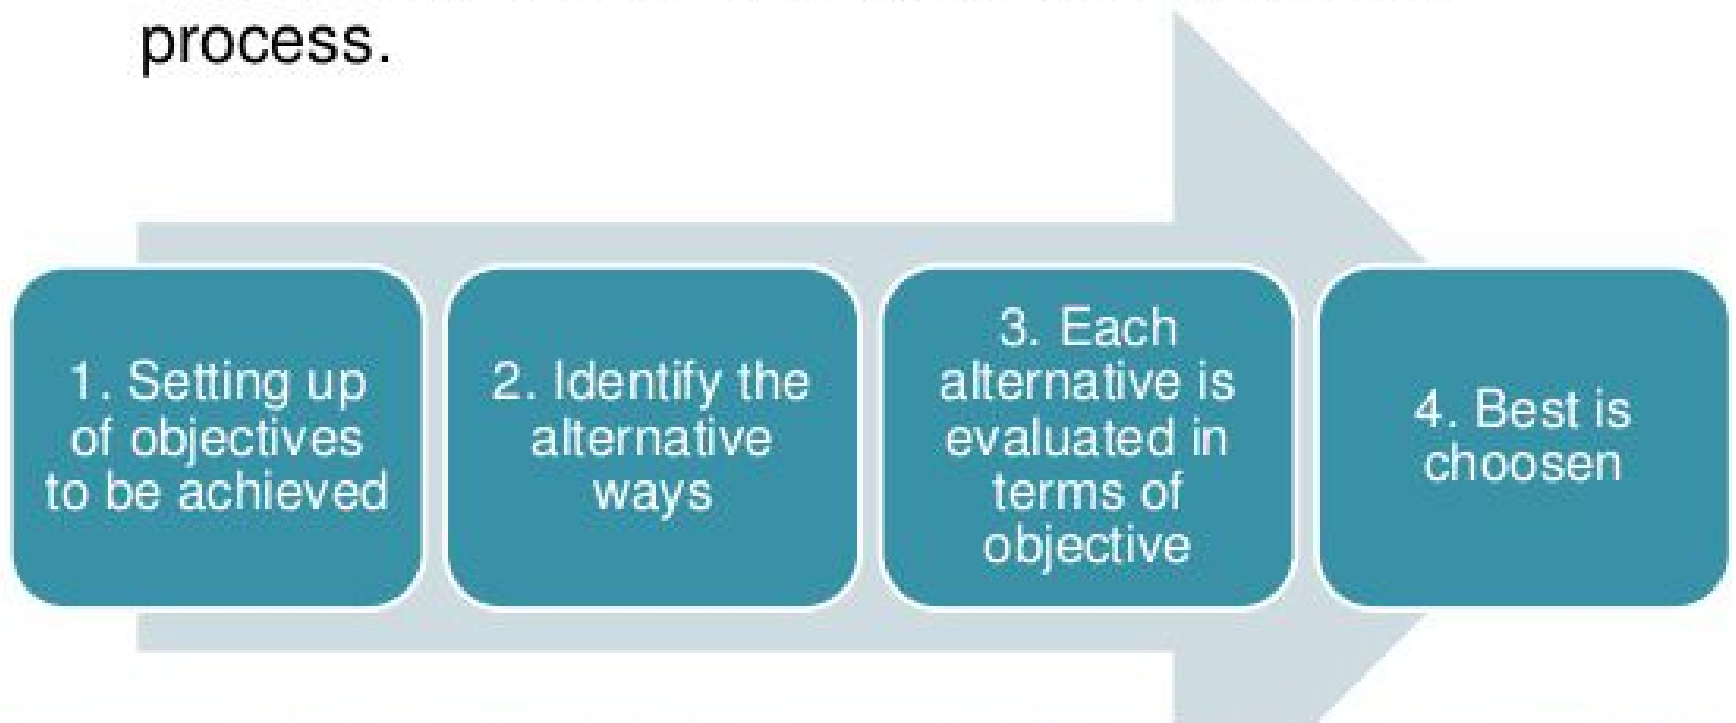 process.
1. Setting up
of objectives
to be achieved
2. Identify the
alternative
ways
3. Each
alternative is
evaluated in
terms of
objective
4. Best is
choosen